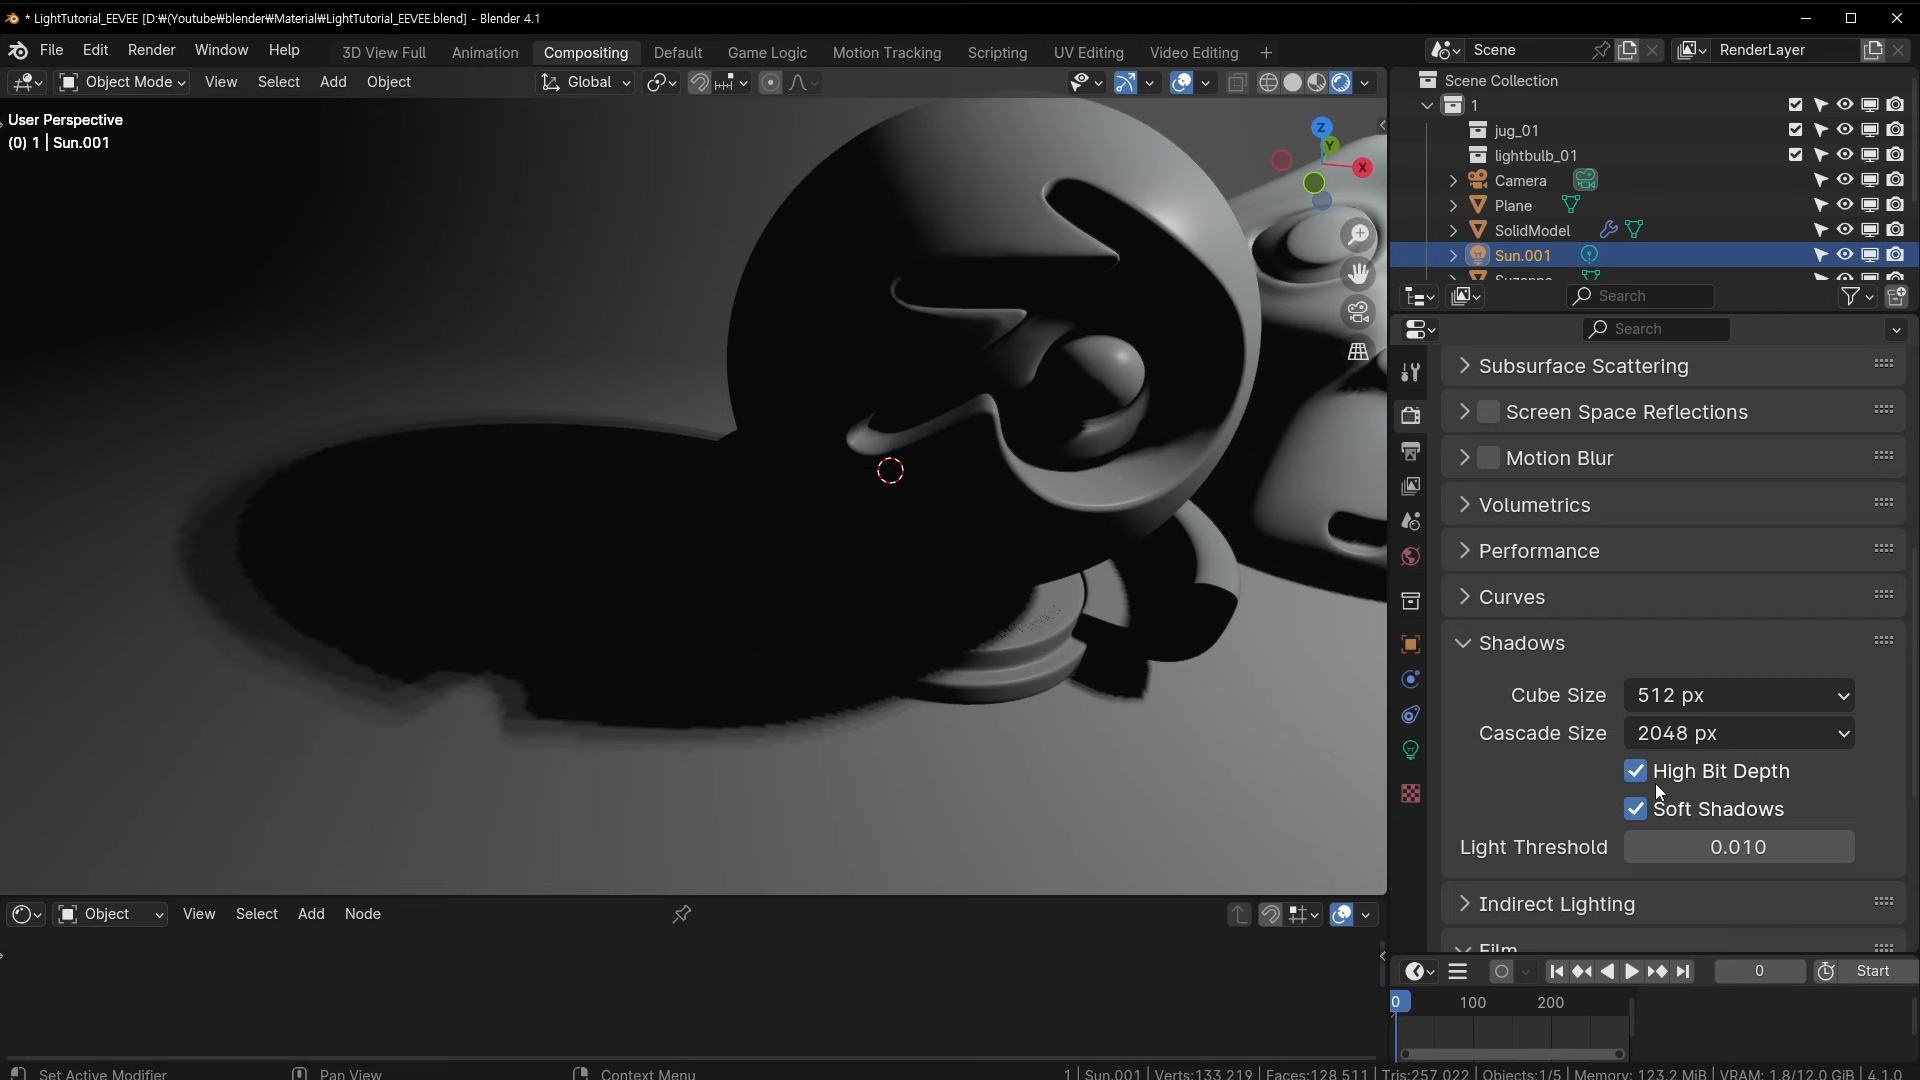 * LightTutorial_EEVEE [D:₩(Youtube₩blender₩Material₩LightTutorial_EEVEE.blend] - Blender 4.1
File Edit Render Window Help 3D View Full Animation Compositing Default Game Logic Motion Tracking Scripting UV Editing Video Editing + Scene RenderLayer
Object Mode View Select Add Object Global
User Perspective
(0) 1 | Sun.001
Z
Y
X
Scene Collection
1
jug_01
lightbulb_01
Camera
Plane
SolidModel
Sun.001
Suzanne
Search
Search
Subsurface Scattering
Screen Space Reflections
Motion Blur
Volumetrics
Performance
Curves
Shadows
Cube Size 512 px
Cascade Size 2048 px
High Bit Depth
Soft Shadows
Light Threshold 0.010
Indirect Lighting
Film
Object View Select Add Node
0 Start
0 100 200
Set Active Modifier Pan View Context Menu 1 | Sun.001 | Verts:133,219 | Faces:128,511 | Tris:257,022 | Objects:1/5 | Memory: 123.2 MiB | VRAM: 1.8/12.0 GiB | 4.1.0